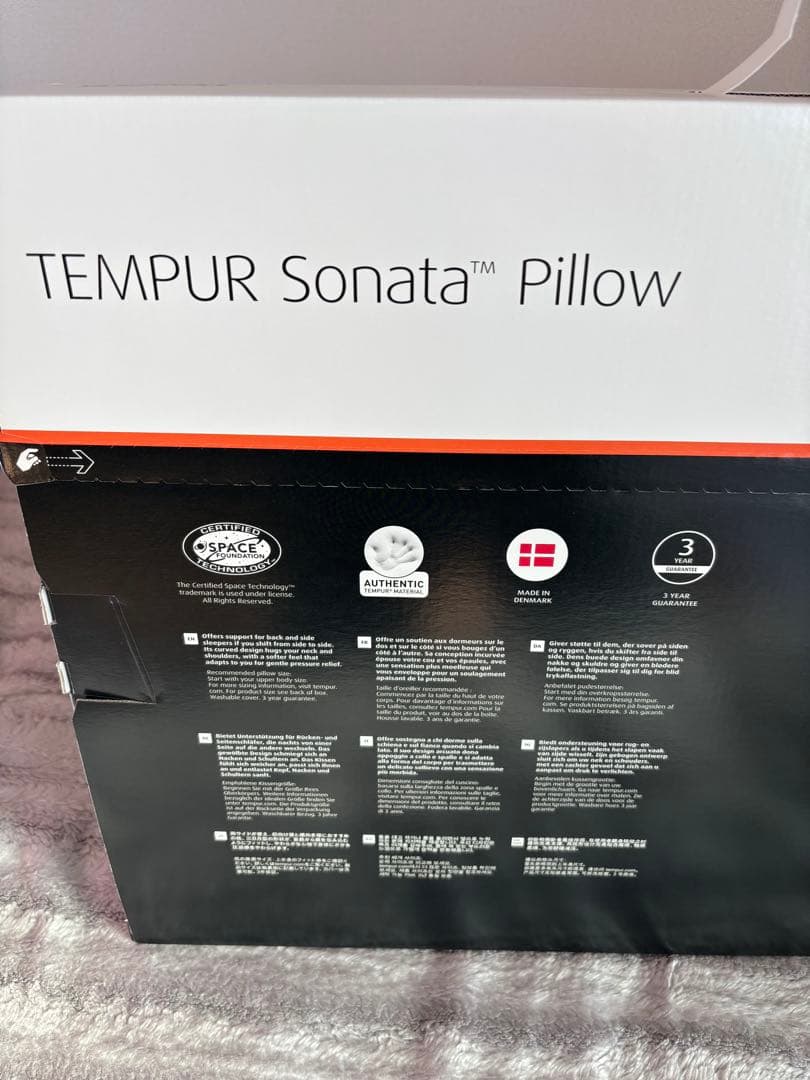 TEMPUR Sonata™ Pillow
CERTIFIED
SPACE
FOUNDATION
TECHNOLOGY
The Certified Space Technology™
trademark is used under license.
All Rights Reserved.
AUTHENTIC
TEMPUR® MATERIAL
MADE IN
DENMARK
3
YEAR
GUARANTEE
3 YEAR
GUARANTEE
EN
Offers support for back and side
sleepers if you shift from side to side.
Its curved design hugs your neck and
shoulders, with a softer feel that
adapts to you for gentle pressure relief.
Recommended pillow size:
Start with your upper body size.
For more sizing information, visit tempur.
com. For product size see back of box.
Washable cover. 3 year guarantee.
FR
Offre un soutien aux dormeurs sur le
dos et sur le côté si vous bougez d'un
côté à l'autre. Sa conception incurvée
épouse votre cou et vos épaules, avec
une sensation plus moelleuse qui
vous enveloppe pour un soulagement
apaisant de la pression.
Taille d'oreiller recommandée :
Commencez par la taille du haut de votre
corps. Pour davantage d'informations sur
les tailles, consultez tempur.com Pour la
taille du produit, voir au dos de la boîte.
Housse lavable. 3 ans de garantie.
DA
Giver støtte til dem, der sover på siden
og ryggen, hvis du skifter fra side til
side. Dens buede design omfavner din
nakke og skuldre og giver en blødere
følelse, der tilpasser sig til dig for blid
trykaflastning.
Anbefalet pudestørrelse:
Start med din overkropsstørrelse.
For mere information besøg tempur.
com. Se produktstørrelsen på bagsiden af
kassen. Vaskbart betræk. 3 års garanti.
Bietet Unterstützung für Rücken- und
Seitenschläfer, die nachts von einer
Seite auf die andere wechseln. Das
gewölbte Design schmiegt sich an
Nacken und Schultern an. Das Kissen
fühlt sich weicher an, passt sich Ihnen
an und entlastet Kopf, Nacken und
Schultern sanft.
Empfohlene Kissengröße:
Beginnen Sie mit der Größe Ihres
Oberkörpers. Weitere Informationen
bezüglich der idealen Größe finden Sie
unter tempur.com. Die Produktgröße
ist auf der Rückseite der Verpackung
angegeben. Waschbarer Bezug. 3 Jahre
Garantie.
IT
Offre sostegno a chi dorme sulla
schiena e sul fianco quando si cambia
lato. Il suo design arcuato dona
appoggio a collo e spalle e si adatta
alla forma del corpo per trasmettere
un delicato sollievo con una sensazione
più morbida.
Dimensioni consigliate del cuscino:
basarsi sulla larghezza della zona spalle e
collo. Per ulteriori informazioni sulle taglie,
visitare tempur.com. Per conoscere le
dimensioni del prodotto, consultare il retro
della confezione. Fodera lavabile. Garanzia
di 3 anni.
Biedt ondersteuning voor rug- en
zijslapers als u tijdens het slapen vaak
van zijde wisselt. Zijn gebogen ontwerp
sluit zich om uw nek en schouders,
met een zachter gevoel dat zich aan u
aanpast om druk te verlichten.
Aanbevolen kussengrootte:
Begin met de grootte van uw
bovenlichaam. Ga naar tempur.com
voor meer informatie over maten. Zie
de achterzijde van de doos voor de
productgrootte. Wasbare hoes 3 jaar
garantie